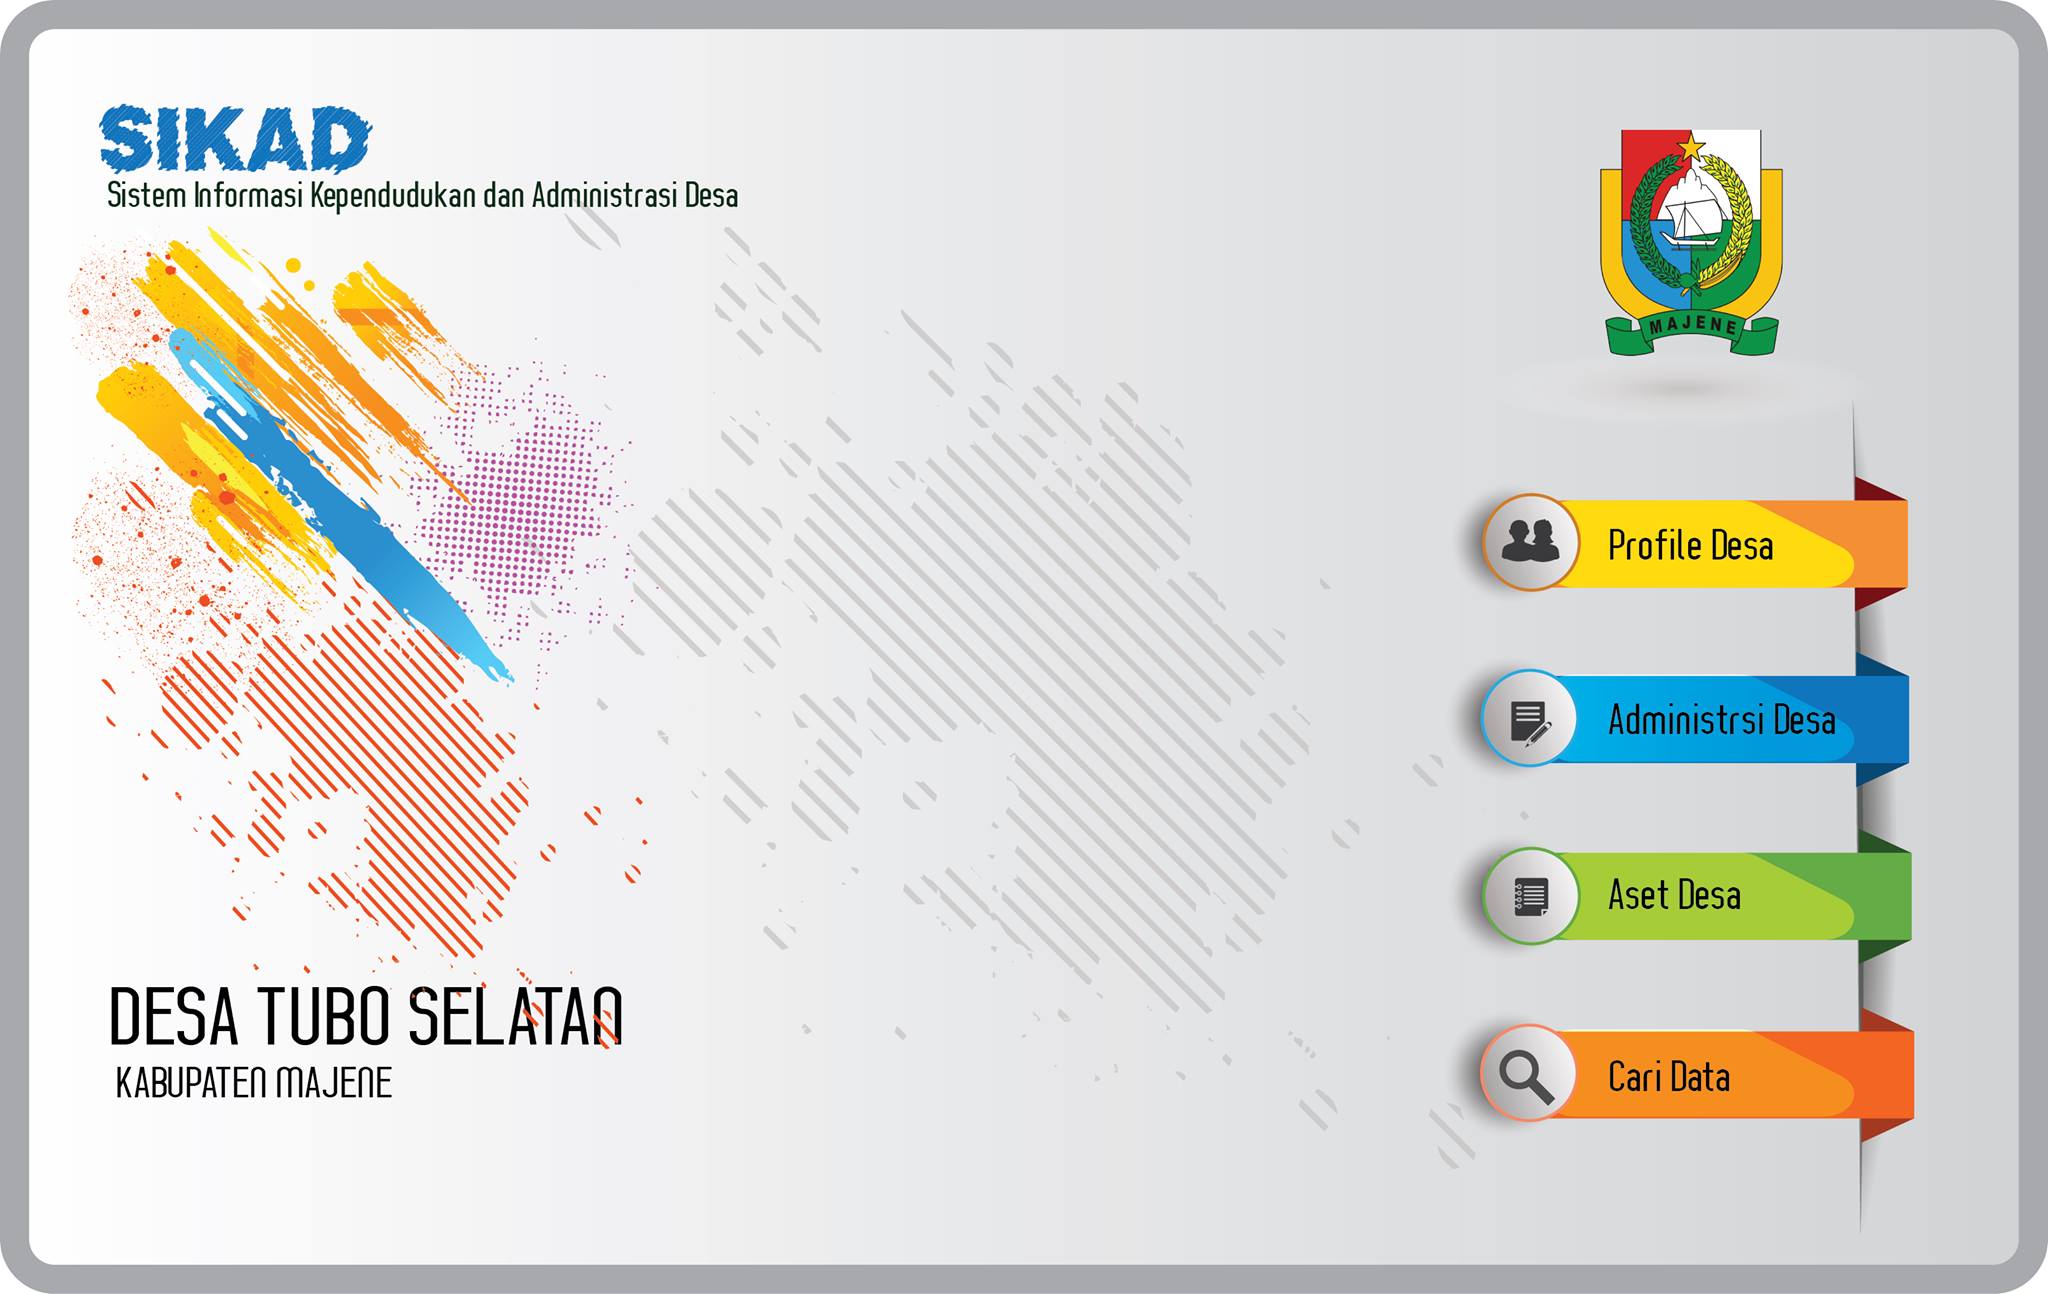 SIKAD
Sistem Informasi Kependudukan dan Administrasi Desa
MAJENE
Profile Desa
Administrsi Desa
Aset Desa
Cari Data
DESA TUBO SELATAN
KABUPATEN MAJENE